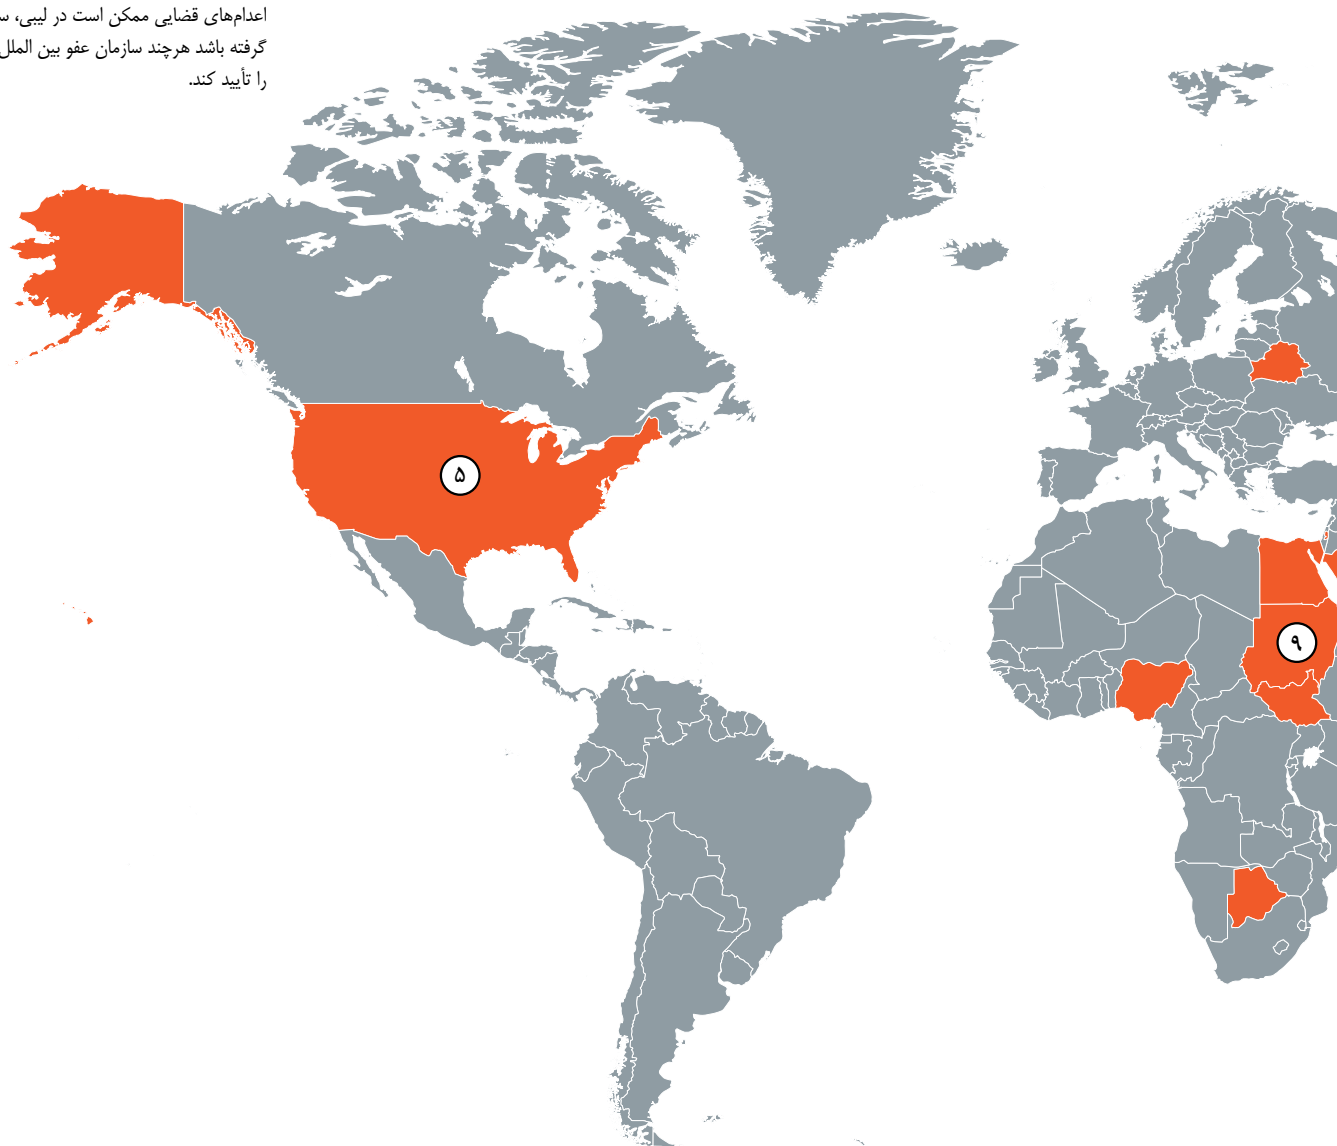 اعدام‌های قضایی ممکن است در لیبی،
گرفته باشد هرچند سازمان عفو بین الملل
را تأیید کند.
۵
۹